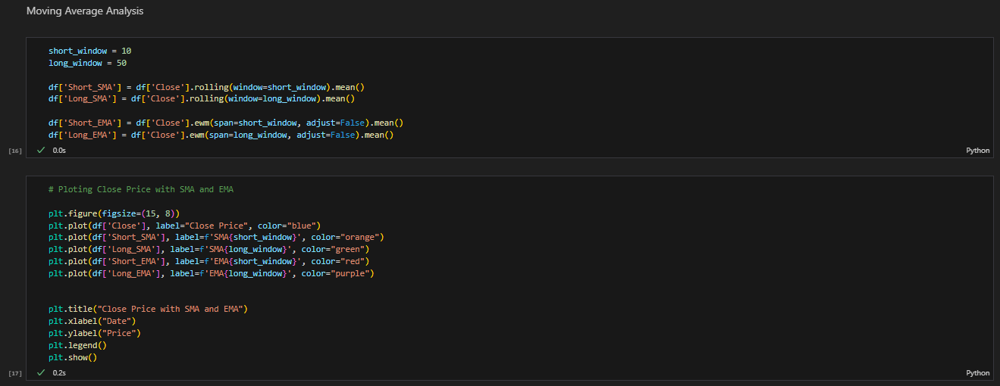 Moving Average Analysis
short_window = 10
long_window = 50
df['Short_SMA'] = df['Close'].rolling(window=short_window).mean()
df['Long_SMA'] = df['Close'].rolling(window=long_window).mean()
df['Short_EMA'] = df['Close'].ewm(span=short_window, adjust=False).mean()
df['Long_EMA'] = df['Close'].ewm(span=long_window, adjust=False).mean()
[16] ✓ 0.0s Python
# Ploting Close Price with SMA and EMA
plt.figure(figsize=(15, 8))
plt.plot(df['Close'], label="Close Price", color="blue")
plt.plot(df['Short_SMA'], label=f'SMA{short_window}', color="orange")
plt.plot(df['Long_SMA'], label=f'SMA{long_window}', color="green")
plt.plot(df['Short_EMA'], label=f'EMA{short_window}', color="red")
plt.plot(df['Long_EMA'], label=f'EMA{long_window}', color="purple")
plt.title("Close Price with SMA and EMA")
plt.xlabel("Date")
plt.ylabel("Price")
plt.legend()
plt.show()
[17] ✓ 0.2s Python